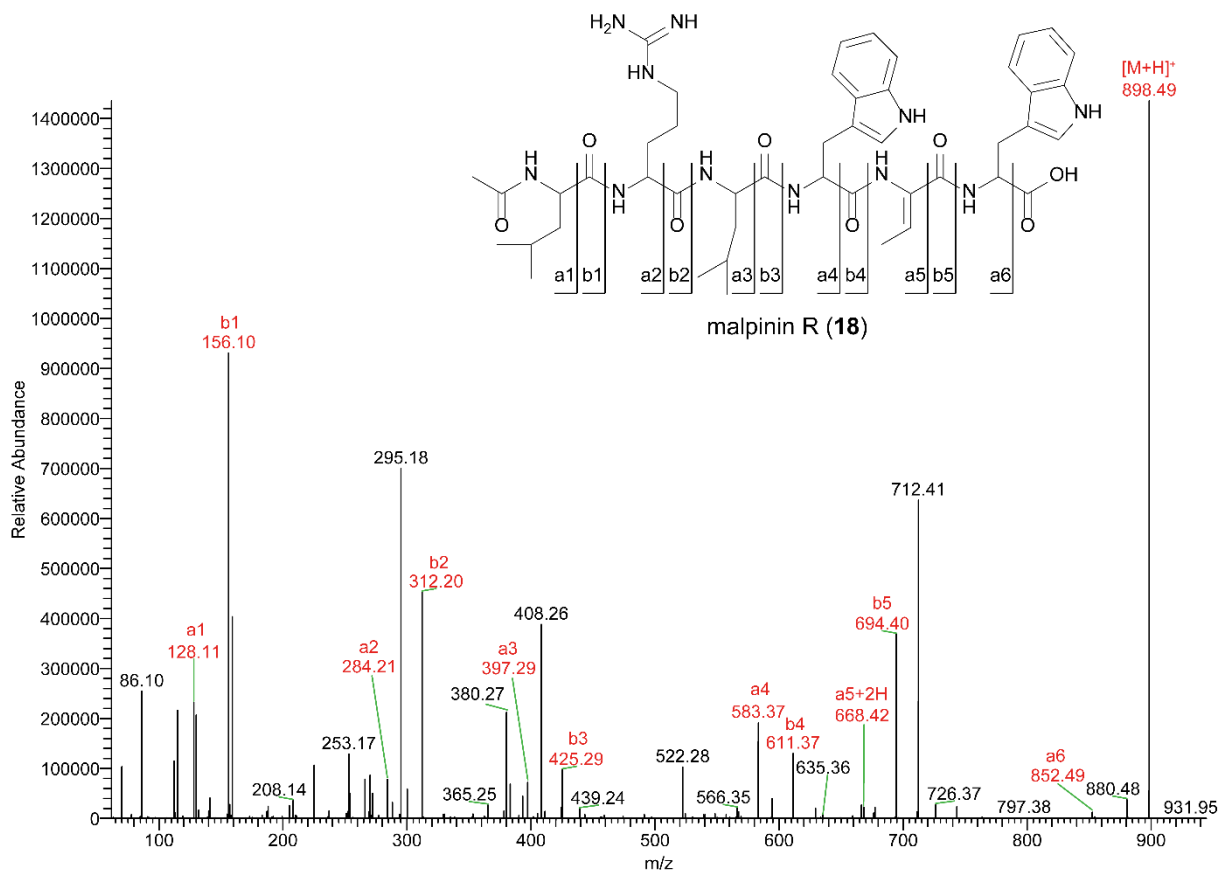 H₂N
NH
NH
[M+H]⁺
898.49
NH
NH
O
H
N
O
H
N
O
H
N
O
OH
O
N
H
O
N
H
O
N
H
O
a1 b1 a2 b2 a3 b3 a4 b4 a5 b5 a6
malpinin R (18)
1400000
1300000
1200000
1100000
1000000
900000
800000
700000
600000
500000
400000
300000
200000
100000
0
Relative Abundance
b1
156.10
295.18
712.41
b2
312.20
b5
694.40
408.26
a1
128.11
a2
284.21
a3
397.29
86.10
380.27
a4
583.37
a5+2H
668.42
b4
611.37
253.17
b3
425.29
522.28
635.36
a6
852.49
208.14
365.25
439.24
566.35
726.37
797.38
880.48
931.95
200 300 400 500 600 700 800 900
100
m/z